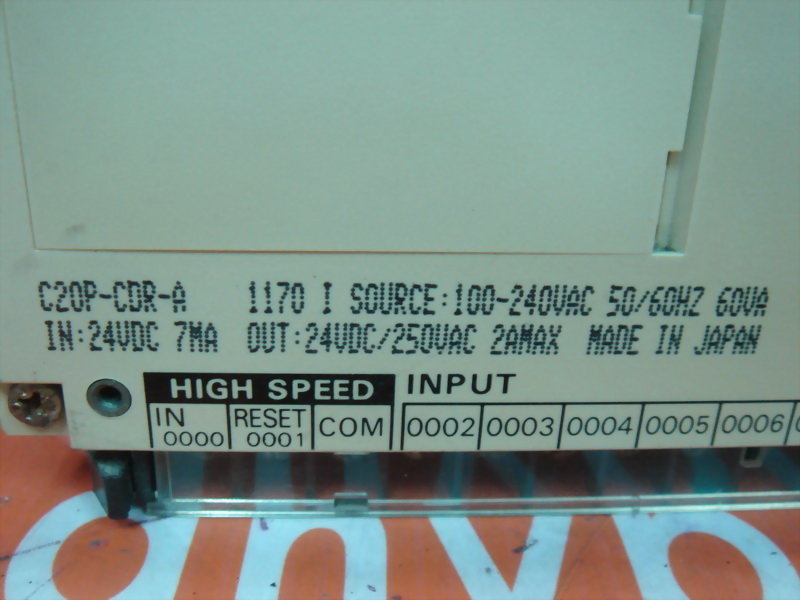 C20P-CDR-A 1170 I SOURCE:100-240VAC 50/60HZ 60VA
IN:24VDC 7MA OUT:24VDC/250VAC 2AMAX MADE IN JAPAN
HIGH SPEED INPUT
IN 0000 RESET 0001 COM 0002 0003 0004 0005 0006